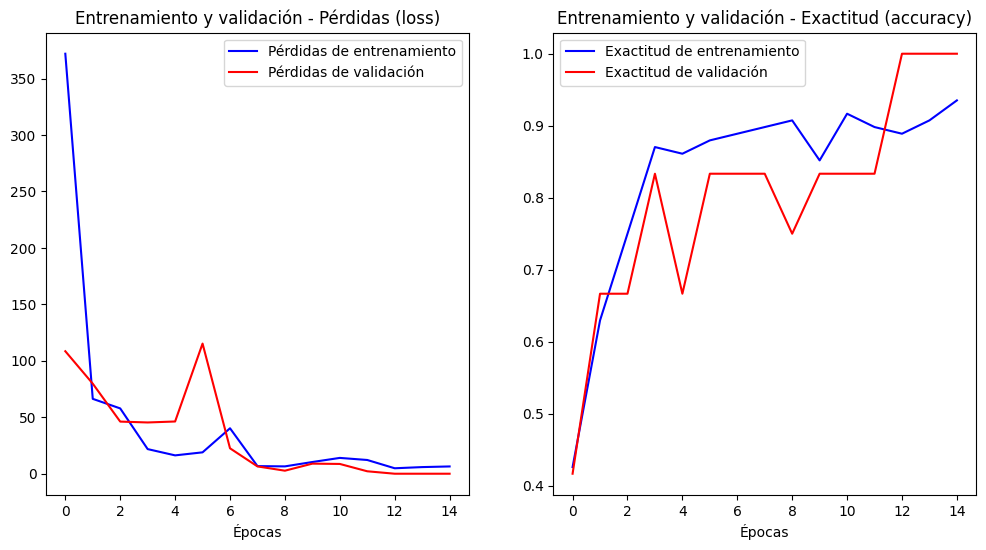 Entrenamiento y validación - Pérdidas (loss)
Pérdidas de entrenamiento
Pérdidas de validación
350
300
250
200
150
100
50
0
0 2 4 6 8 10 12 14
Épocas
Entrenamiento y validación - Exactitud (accuracy)
Exactitud de entrenamiento
Exactitud de validación
1.0
0.9
0.8
0.7
0.6
0.5
0.4
0 2 4 6 8 10 12 14
Épocas